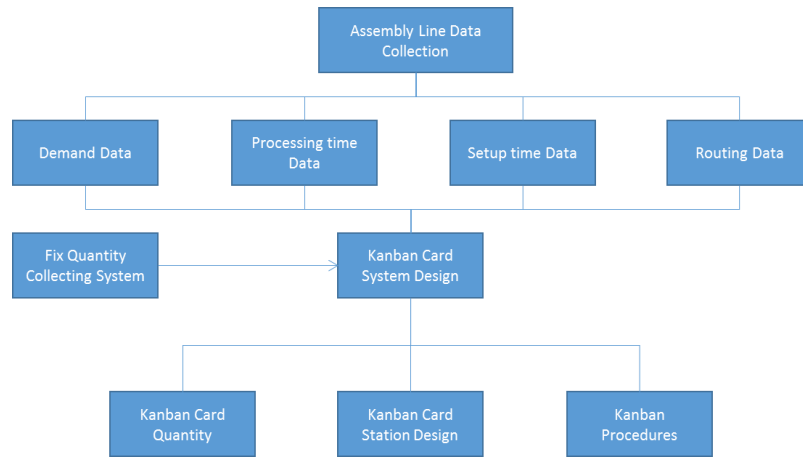 Assembly Line Data
Collection
Demand Data
Processing time
Data
Setup time Data
Routing Data
Fix Quantity
Collecting System
Kanban Card
System Design
Kanban Card
Quantity
Kanban Card
Station Design
Kanban
Procedures